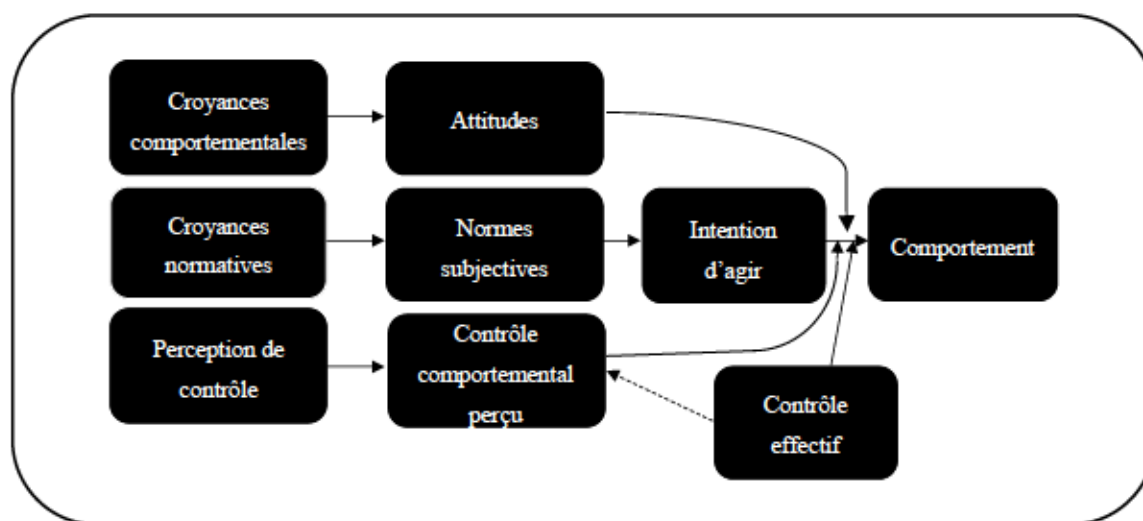 Croyances
comportementales
Attitudes
Croyances
normatives
Normes
subjectives
Intention
d'agir
Comportement
Perception de
contrôle
Contrôle
comportemental
perçu
Contrôle
effectif